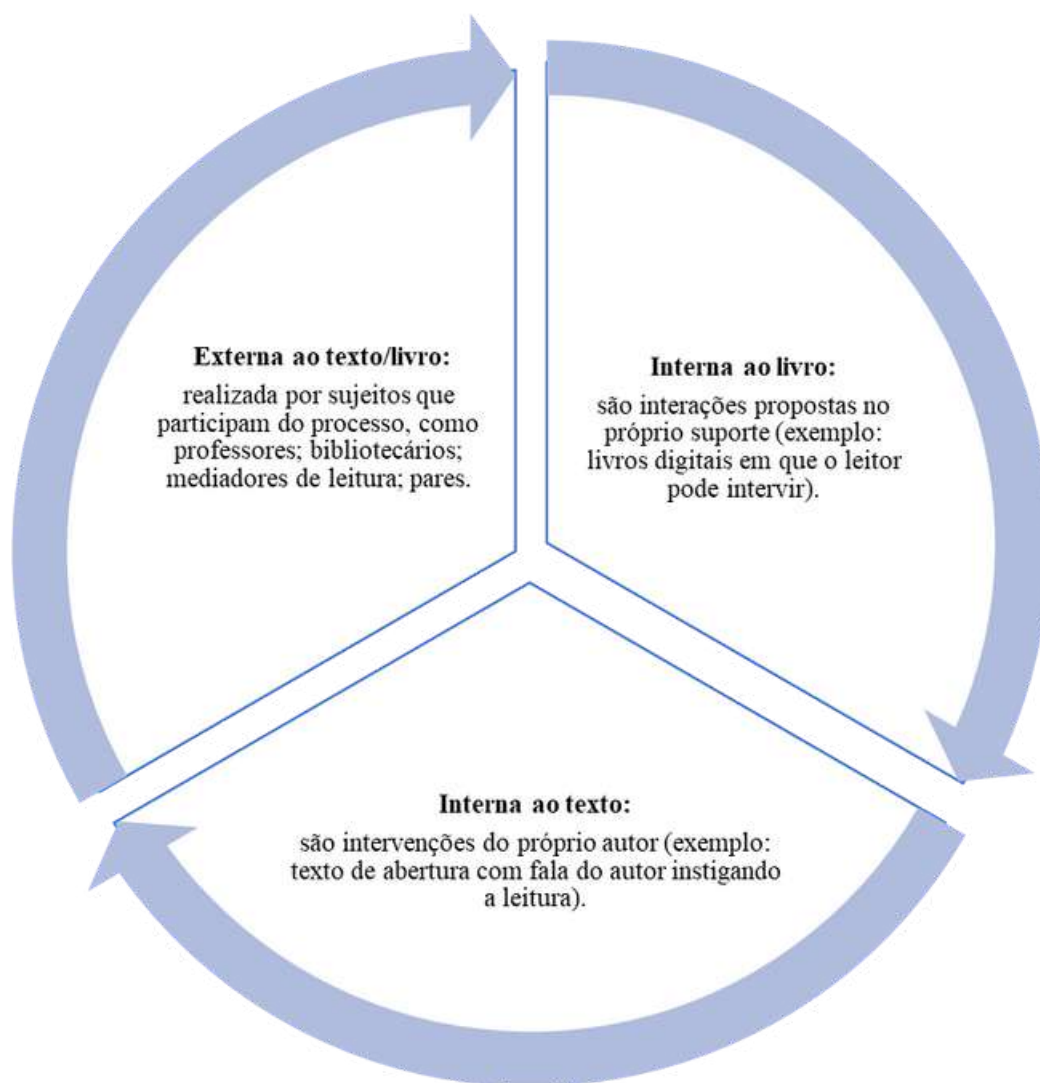 Externa ao texto/livro:
realizada por sujeitos que
participam do processo, como
professores; bibliotecários;
mediadores de leitura; pares.
Interna ao livro:
são interações propostas no
próprio suporte (exemplo:
livros digitais em que o leitor
pode intervir).
Interna ao texto:
são intervenções do próprio autor (exemplo:
texto de abertura com fala do autor instigando
a leitura).